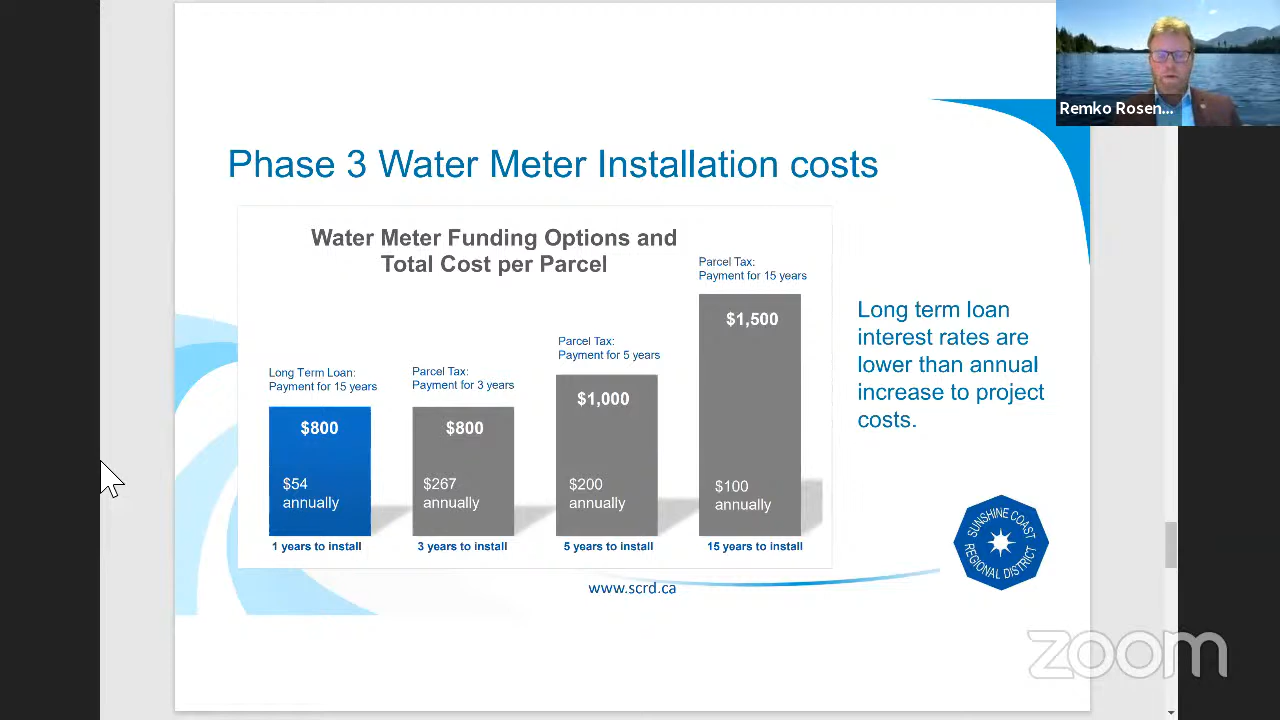 Remko Rosen...
Phase 3 Water Meter Installation costs
Water Meter Funding Options and
Total Cost per Parcel
Long Term Loan:
Payment for 15 years
$800
$54
annually
1 years to install
Parcel Tax:
Payment for 3 years
$800
$267
annually
3 years to install
Parcel Tax:
Payment for 5 years
$1,000
$200
annually
5 years to install
Parcel Tax:
Payment for 15 years
$1,500
$100
annually
15 years to install
Long term loan
interest rates are
lower than annual
increase to project
costs.
SUNSHINE COAST
REGIONAL DISTRICT
www.scrd.ca
zoom